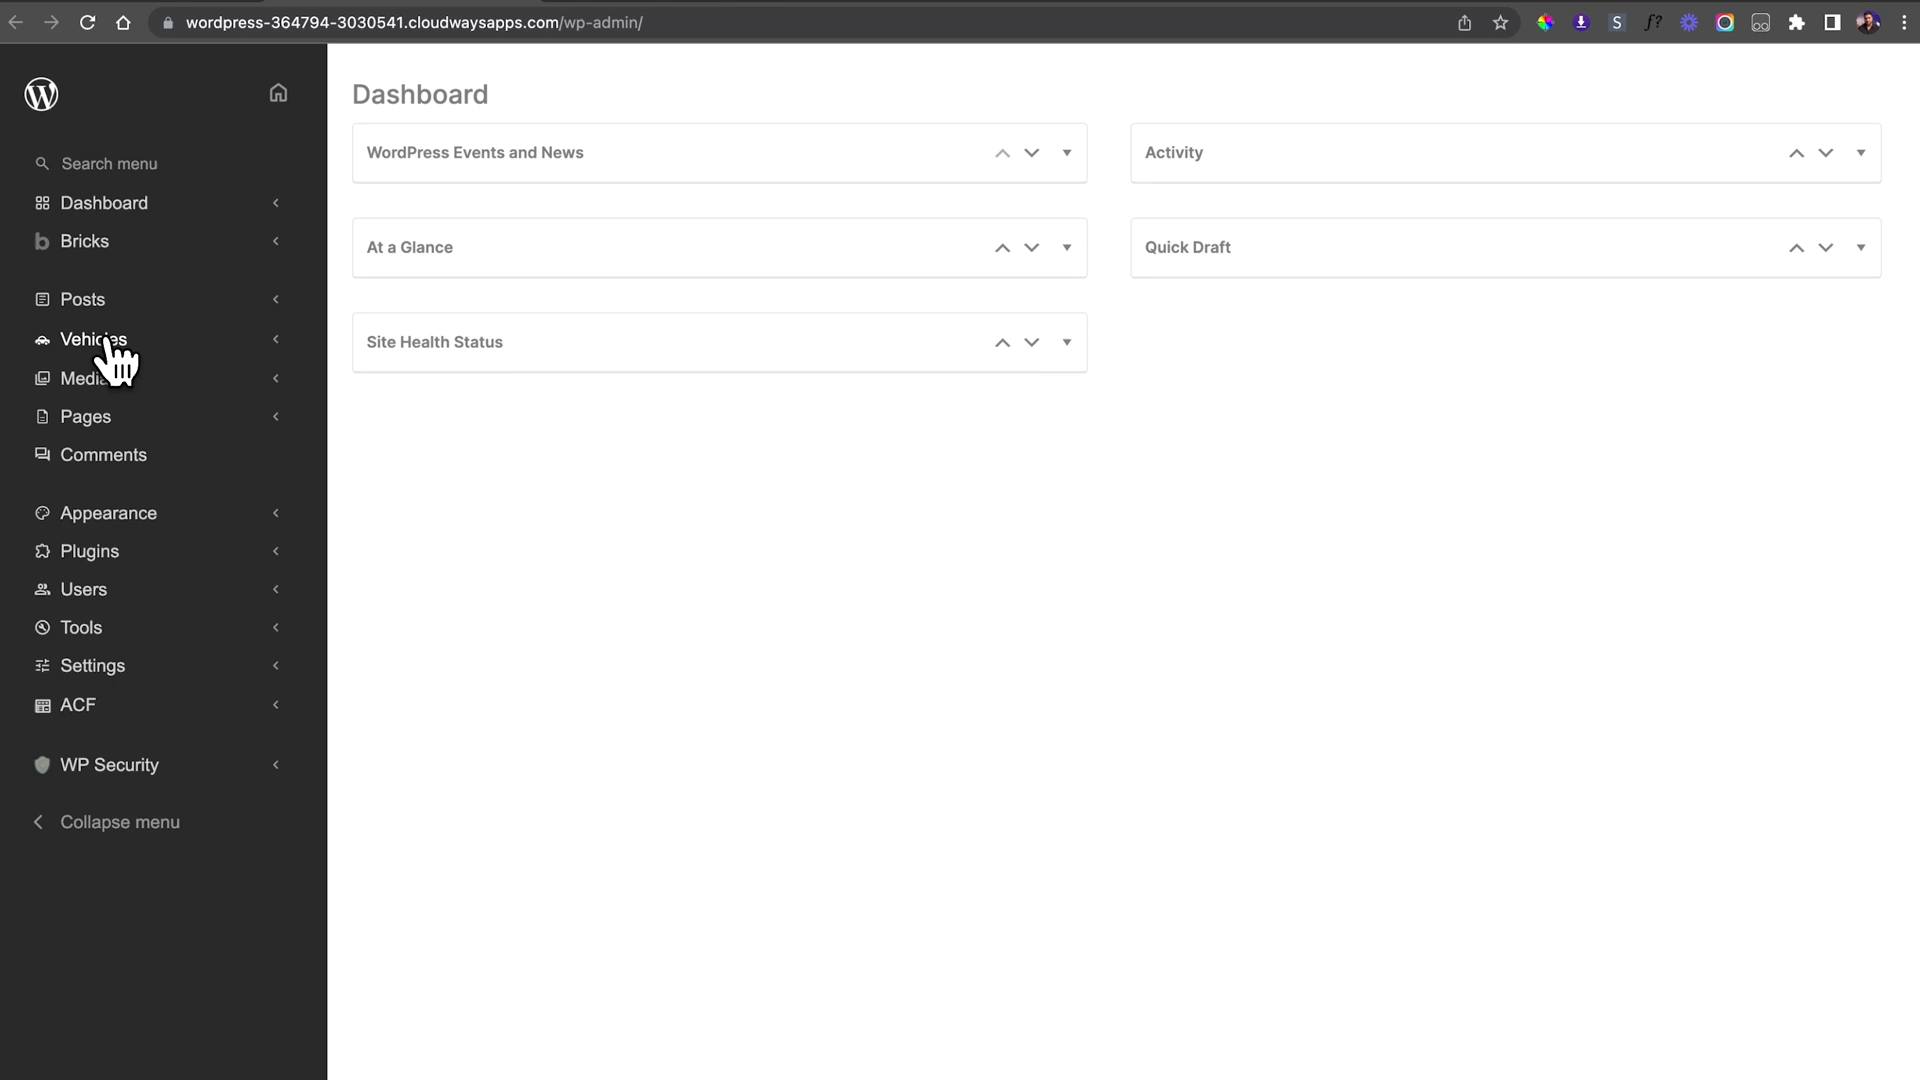 wordpress-364794-3030541.cloudwaysapps.com/wp-admin/
Search menu
Dashboard
Bricks
Posts
Vehicles
Media
Pages
Comments
Appearance
Plugins
Users
Tools
Settings
ACF
WP Security
Collapse menu
Dashboard
WordPress Events and News
At a Glance
Site Health Status
Activity
Quick Draft